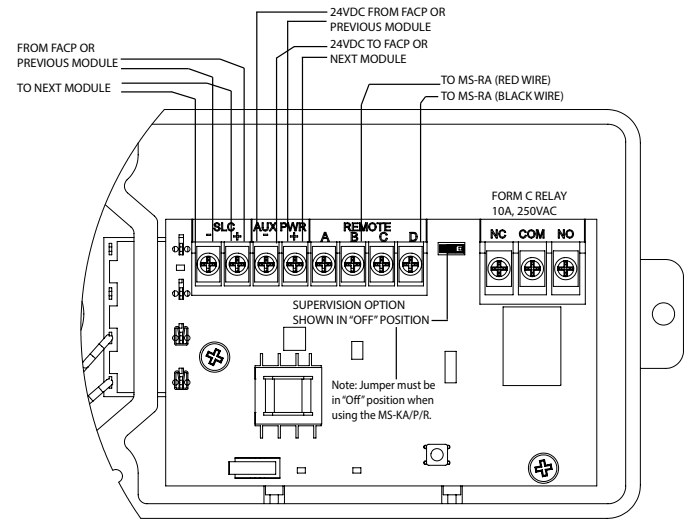 24VDC FROM FACP OR
PREVIOUS MODULE
24VDC TO FACP OR
NEXT MODULE
FROM FACP OR
PREVIOUS MODULE
TO NEXT MODULE
TO MS-RA (RED WIRE)
TO MS-RA (BLACK WIRE)
FORM C RELAY
10A, 250VAC
SLC AUX PWR REMOTE
- + - + A B C D
NC COM NO
SUPERVISION OPTION
SHOWN IN "OFF" POSITION
Note: Jumper must be
in "Off" position when
using the MS-KA/P/R.